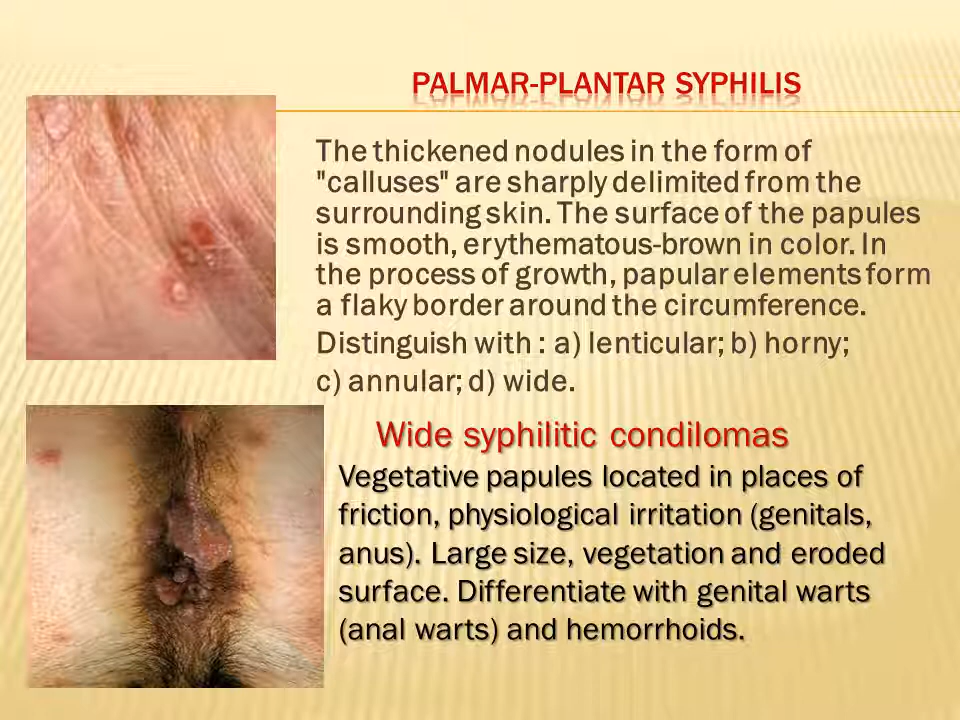 PALMAR-PLANTAR SYPHILIS
The thickened nodules in the form of
"calluses" are sharply delimited from the
surrounding skin. The surface of the papules
is smooth, erythematous-brown in color. In
the process of growth, papular elements form
a flaky border around the circumference.
Distinguish with : a) lenticular; b) horny;
c) annular; d) wide.
Wide syphilitic condilomas
Vegetative papules located in places of
friction, physiological irritation (genitals,
anus). Large size, vegetation and eroded
surface. Differentiate with genital warts
(anal warts) and hemorrhoids.